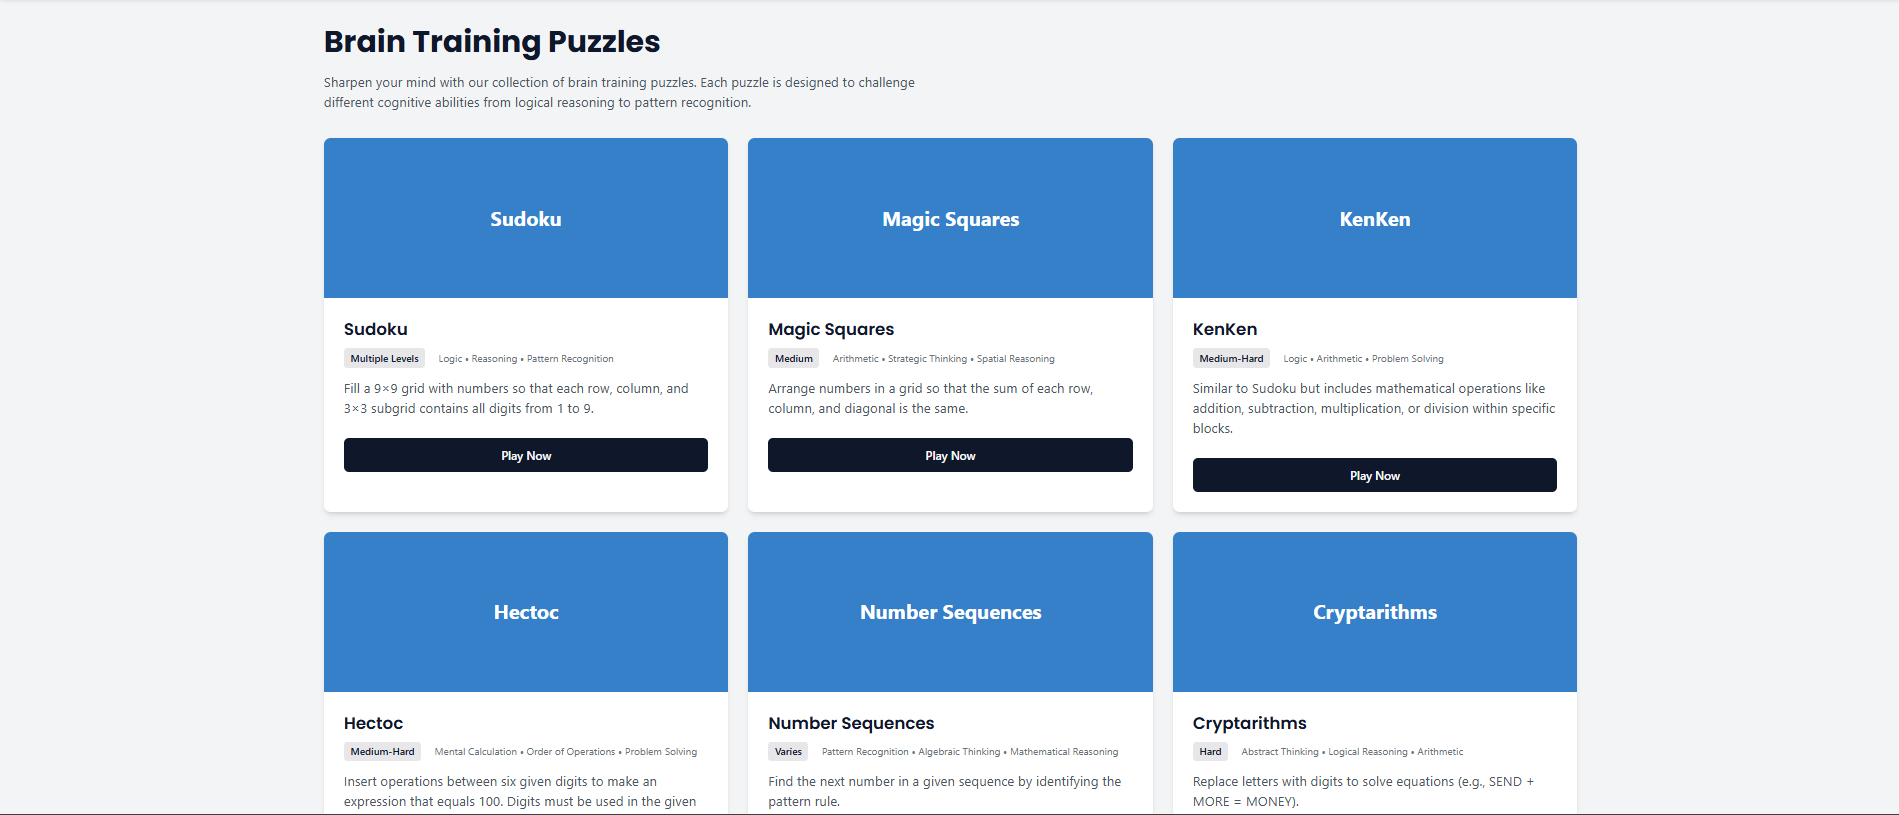 Brain Training Puzzles
Sharpen your mind with our collection of brain training puzzles. Each puzzle is designed to challenge
different cognitive abilities from logical reasoning to pattern recognition.
Sudoku
Sudoku
Multiple Levels
Logic • Reasoning • Pattern Recognition
Fill a 9×9 grid with numbers so that each row, column, and
3×3 subgrid contains all digits from 1 to 9.
Play Now
Magic Squares
Magic Squares
Medium
Arithmetic • Strategic Thinking • Spatial Reasoning
Arrange numbers in a grid so that the sum of each row,
column, and diagonal is the same.
Play Now
KenKen
KenKen
Medium-Hard
Logic • Arithmetic • Problem Solving
Similar to Sudoku but includes mathematical operations like
addition, subtraction, multiplication, or division within specific
blocks.
Play Now
Hectoc
Hectoc
Medium-Hard
Mental Calculation • Order of Operations • Problem Solving
Insert operations between six given digits to make an
expression that equals 100. Digits must be used in the given
Number Sequences
Number Sequences
Varies
Pattern Recognition • Algebraic Thinking • Mathematical Reasoning
Find the next number in a given sequence by identifying the
pattern rule.
Cryptarithms
Cryptarithms
Hard
Abstract Thinking • Logical Reasoning • Arithmetic
Replace letters with digits to solve equations (e.g., SEND +
MORE = MONEY).